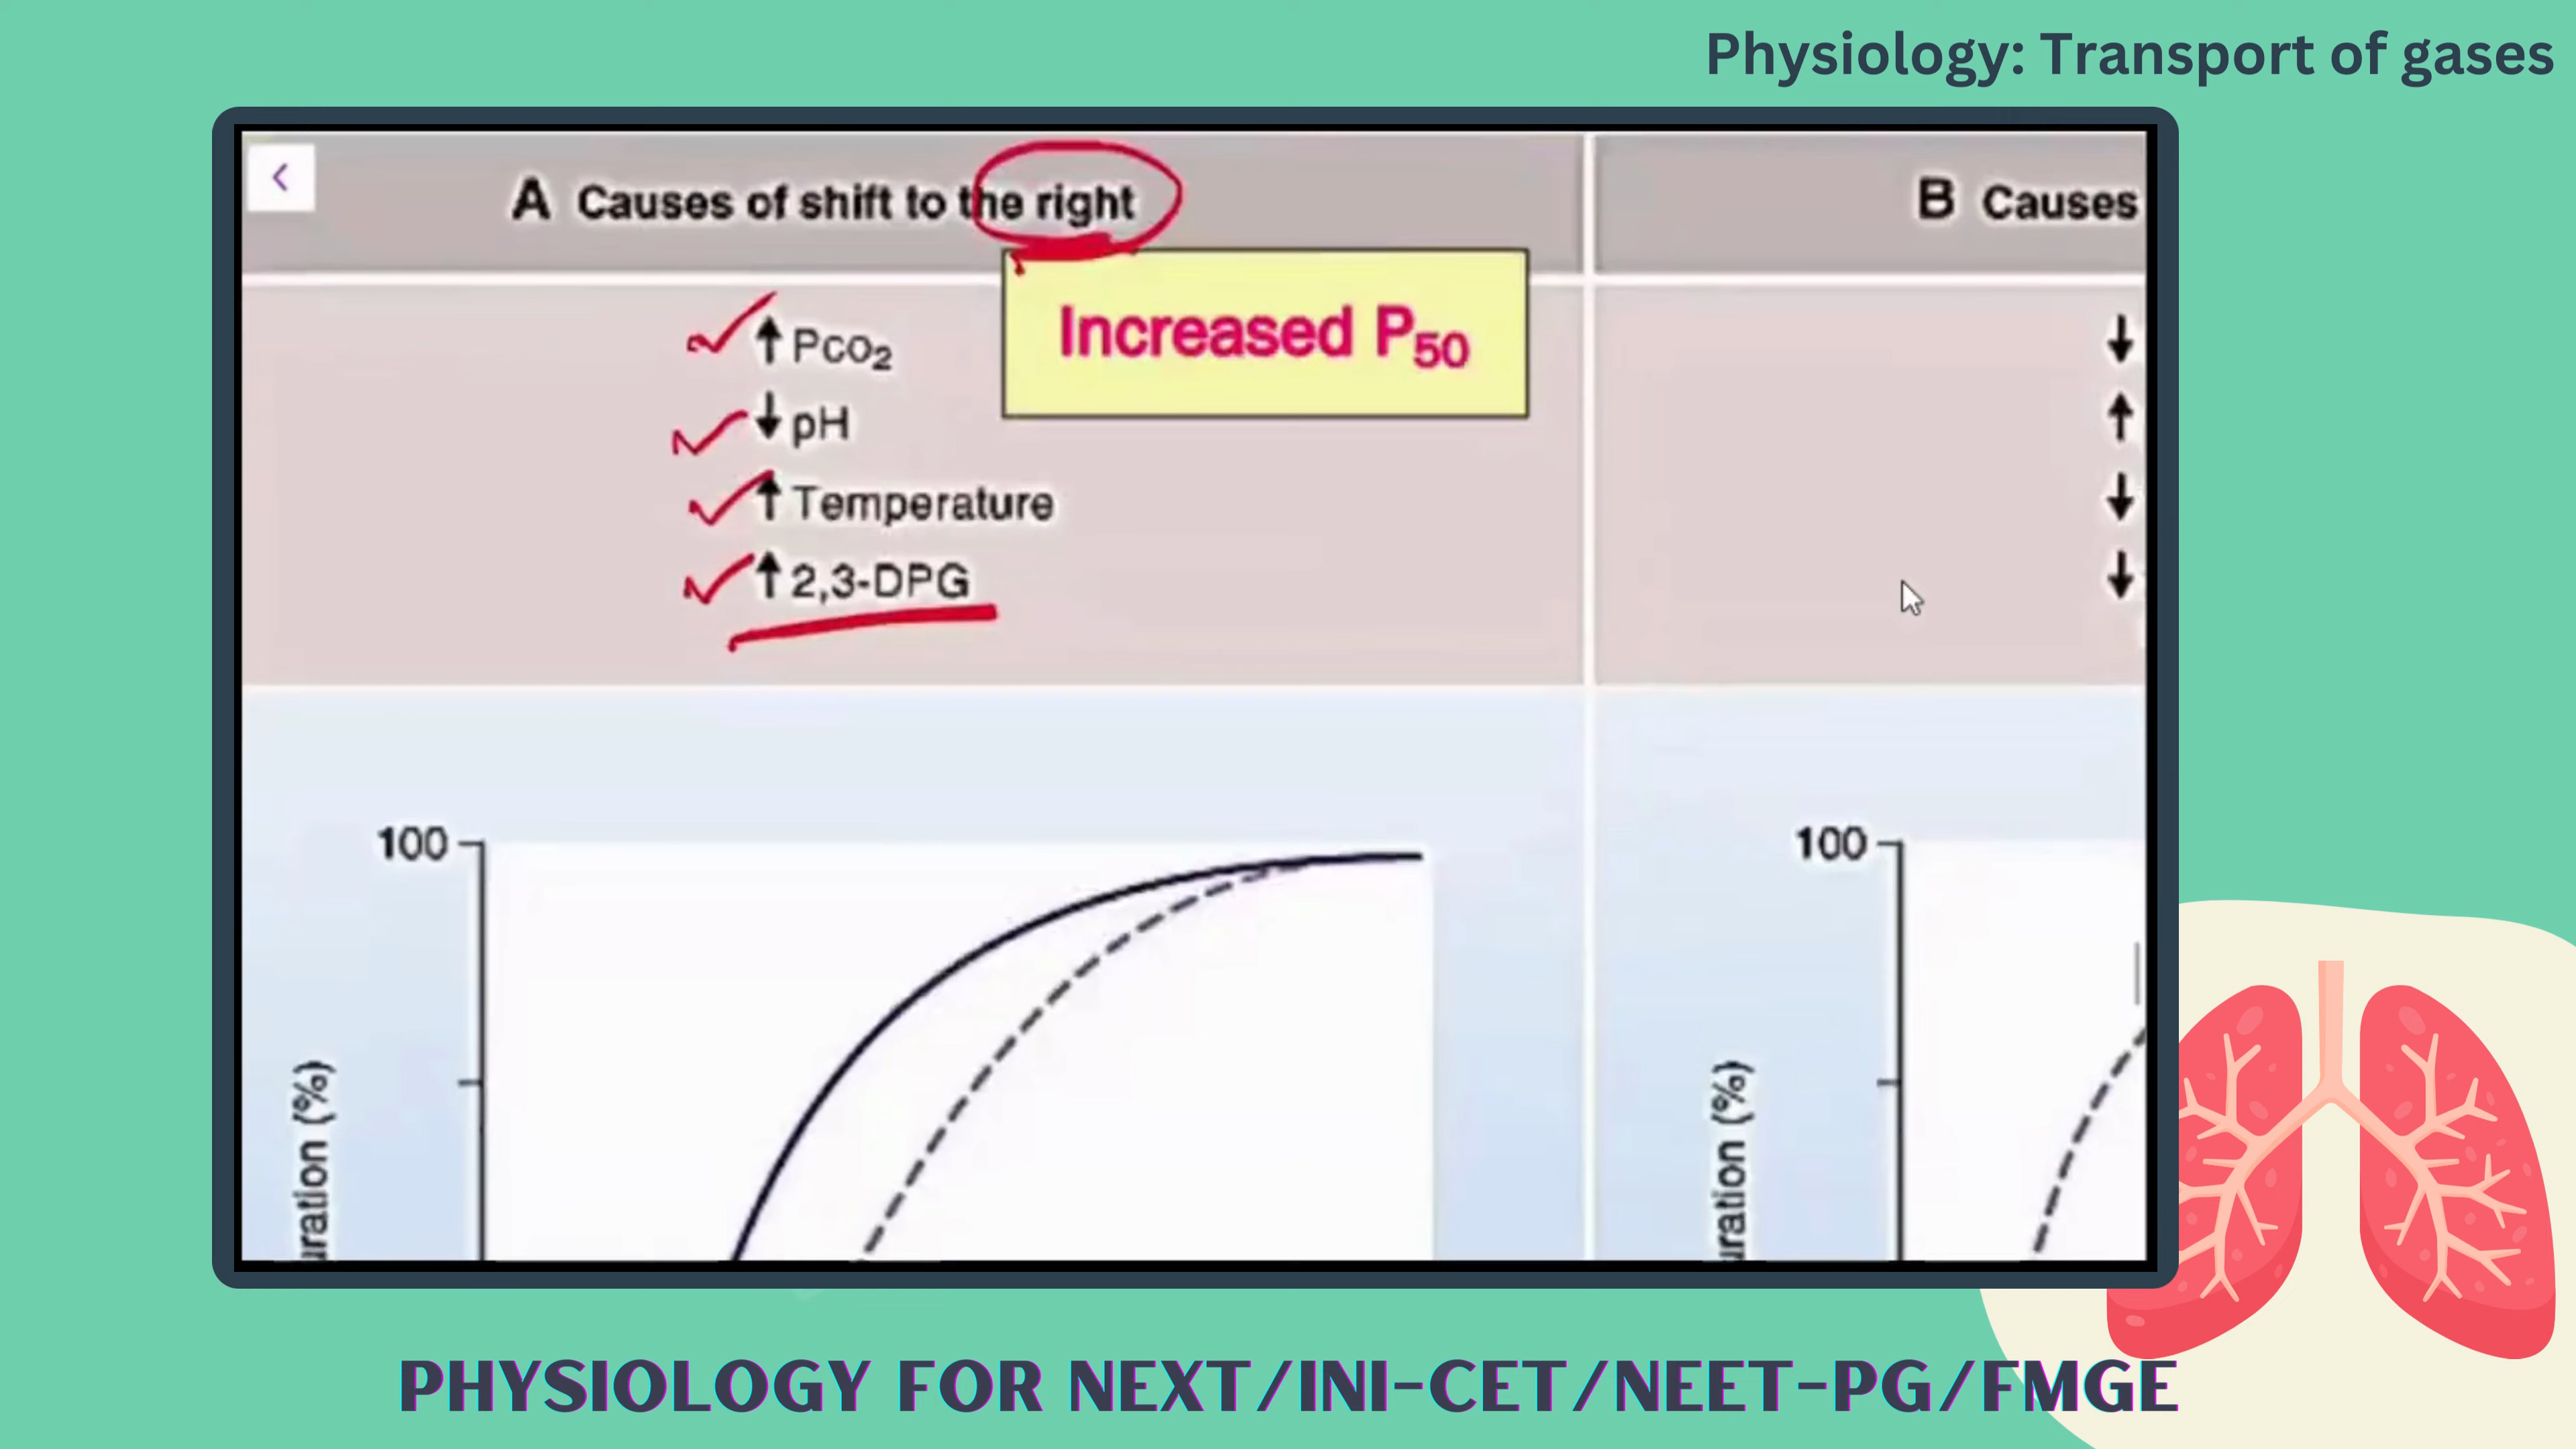 Physiology: Transport of gases
A Causes of shift to the right
B Causes
Increased P₅₀
↑ Pco₂
↓ pH
↑ Temperature
↑ 2,3-DPG
↓
↑
↓
↓
100
uration (%)
100
uration (%)
PHYSIOLOGY FOR NEXT/INI-CET/NEET-PG/FMGE